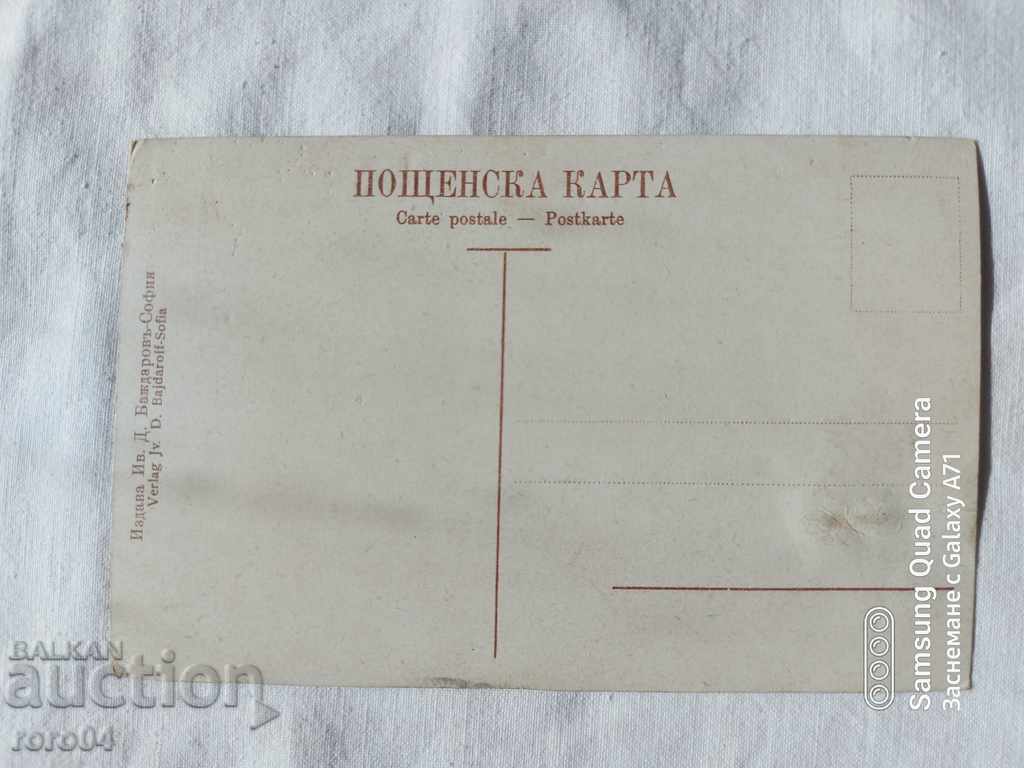 ПОЩЕНСКА КАРТА
Carte postale — Postkarte
Издава Ив. Д. Баждаровъ-София
Verlag Jv. D. Bajdaroff-Sofia
Samsung Quad Camera
Заснемане с Galaxy A71
BALKAN
auction
roro04